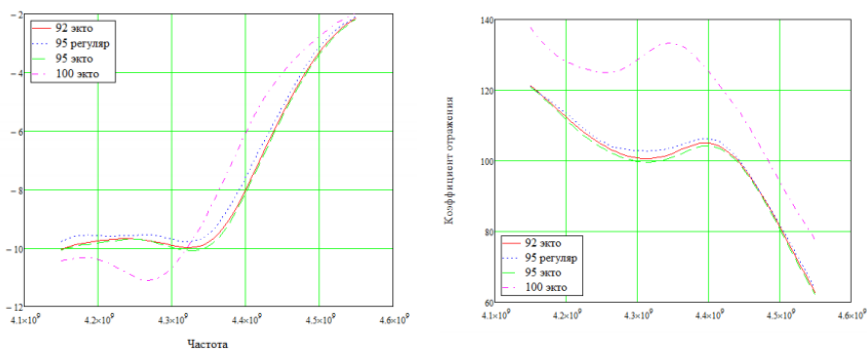 −2
−4
−6
−8
−10
−12
92 экто
95 регуляр
95 экто
100 экто
4.1×10⁹
4.2×10⁹
4.3×10⁹
4.4×10⁹
4.5×10⁹
4.6×10⁹
Частота
Коэффициент отражения
140
120
100
80
60
92 экто
95 регуляр
95 экто
100 экто
4.1×10⁹
4.2×10⁹
4.3×10⁹
4.4×10⁹
4.5×10⁹
4.6×10⁹